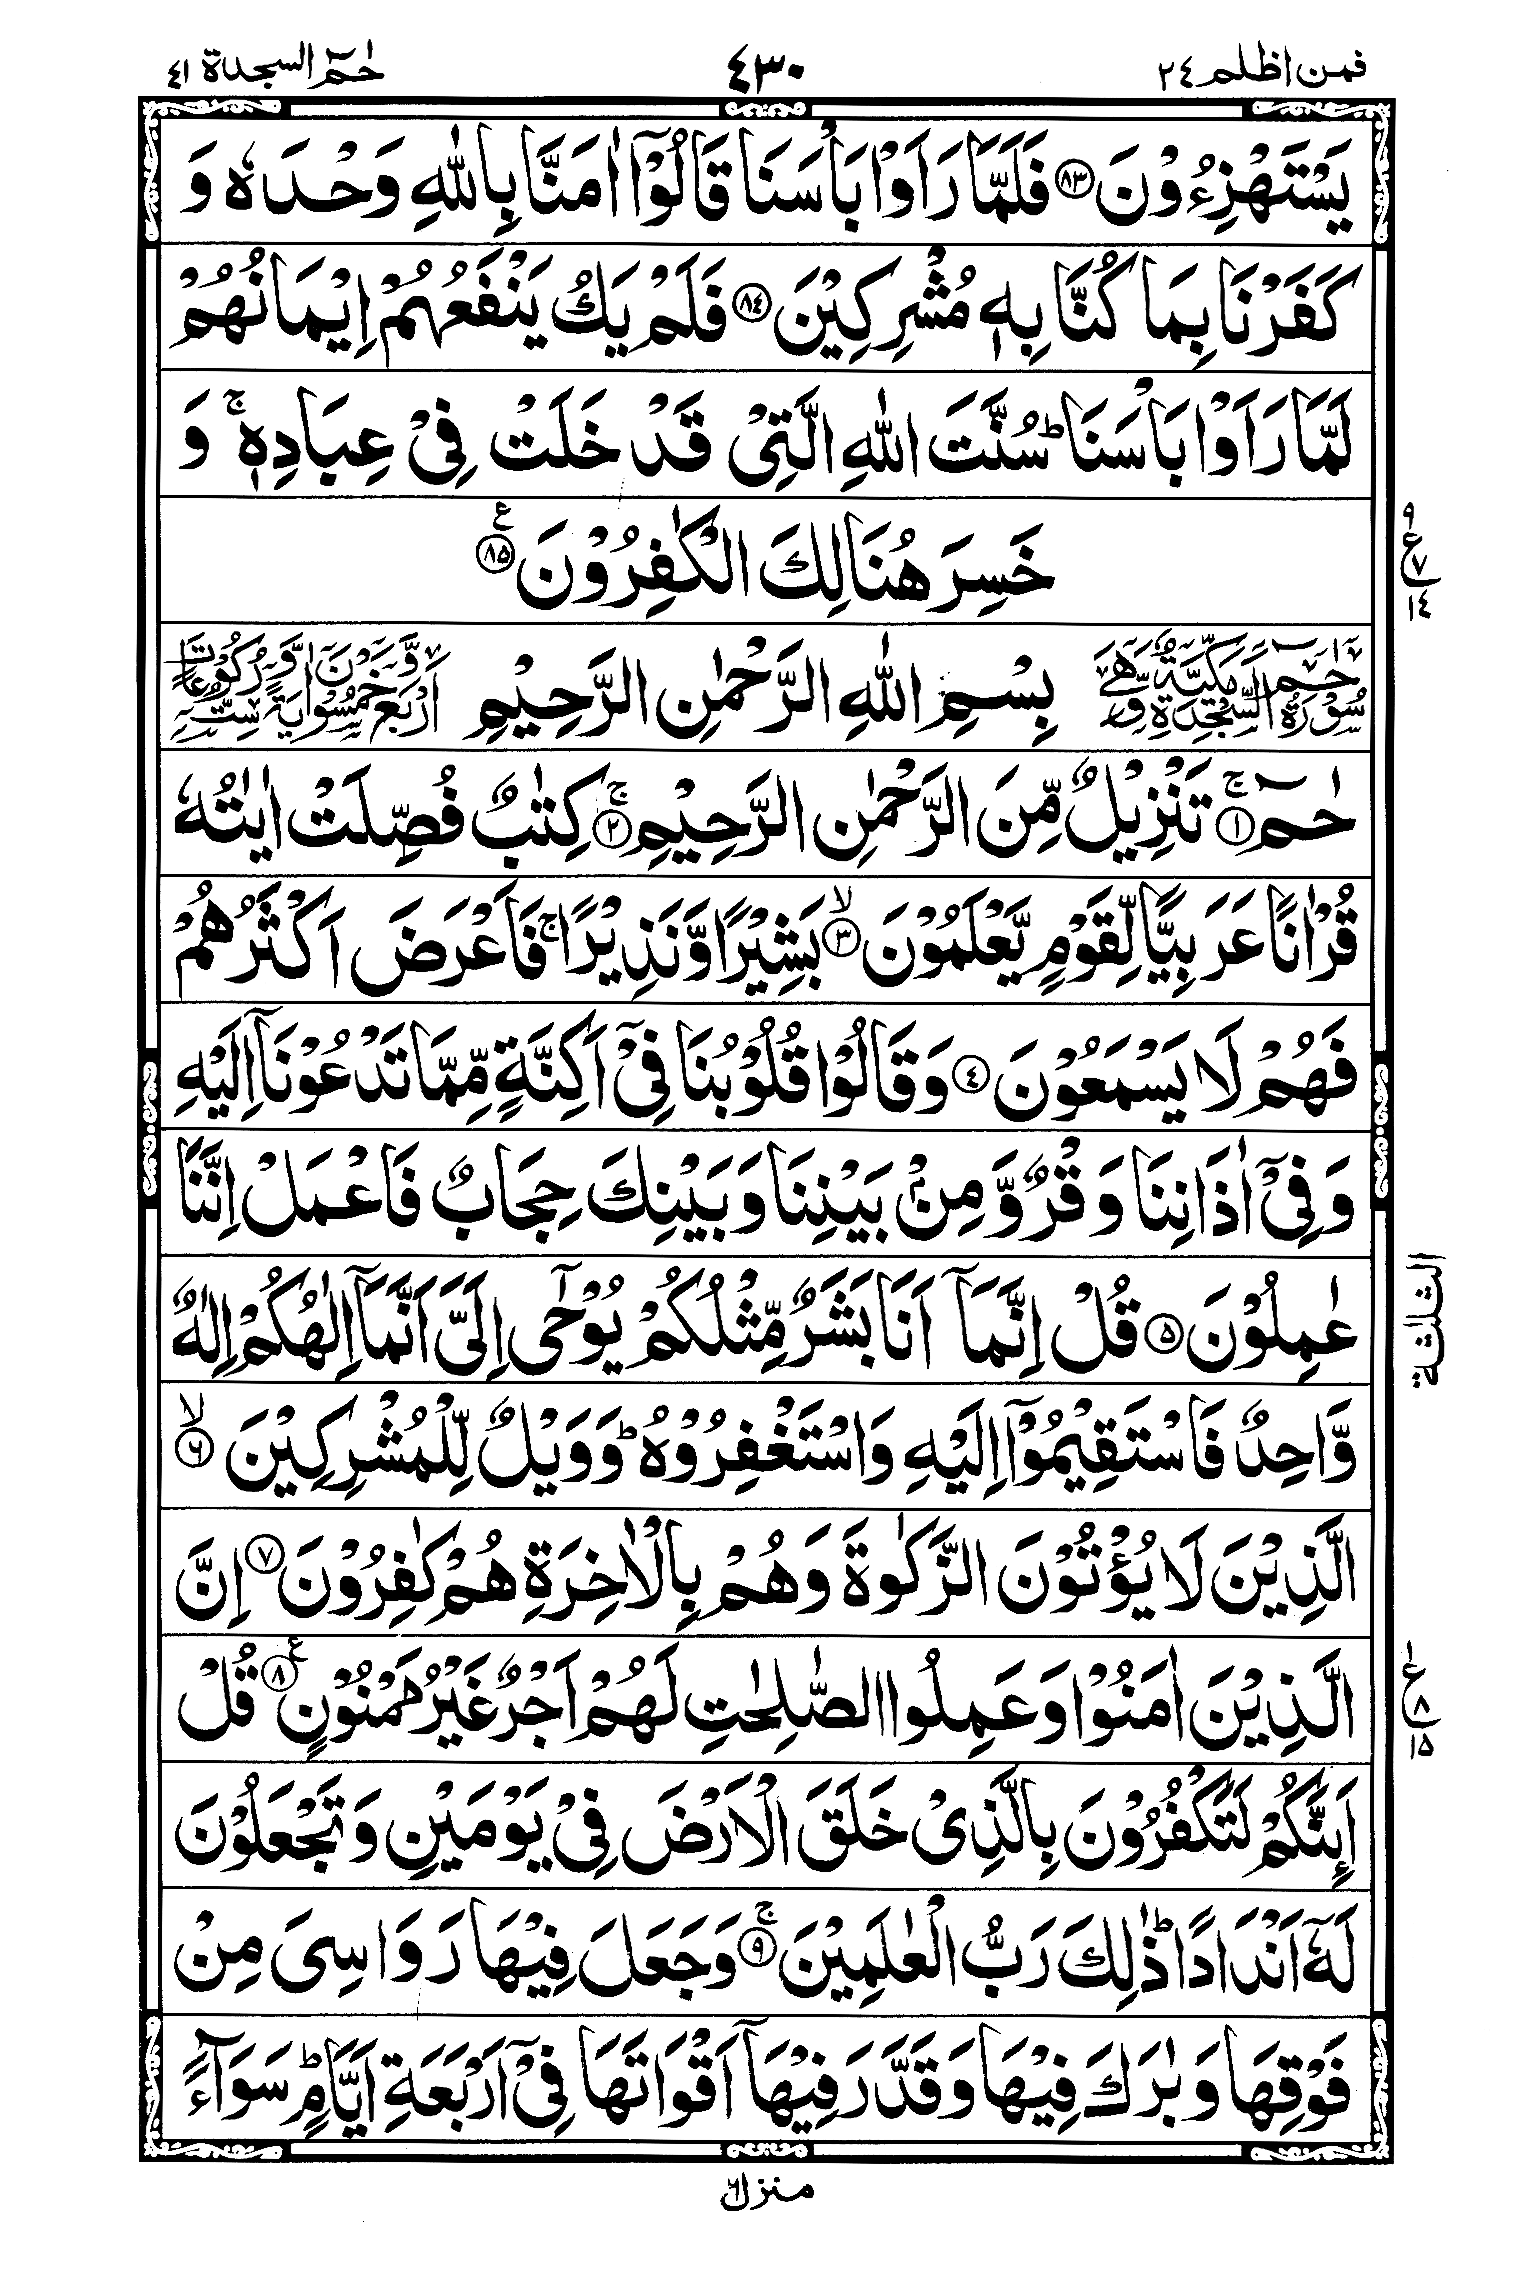 فمن اظلم ٢٤
٤٣٠
حٰمٓ السجدة ٤١
يَسْتَهْزِءُوْنَ ﴿٨٣﴾ فَلَمَّا رَاَوْا بَاْسَنَا قَالُوْٓا اٰمَنَّا بِاللّٰهِ وَحْدَهٗ وَ
كَفَرْنَا بِمَا كُنَّا بِهٖ مُشْرِكِيْنَ ﴿٨٤﴾ فَلَمْ يَكُ يَنْفَعُهُمْ اِيْمَانُهُمْ
لَمَّا رَاَوْا بَاْسَنَا ؕ سُنَّتَ اللّٰهِ الَّتِيْ قَدْ خَلَتْ فِيْ عِبَادِهٖ ۚ وَ
خَسِرَ هُنَالِكَ الْكٰفِرُوْنَ ﴿٨٥﴾ ع
٩
ع
٧
١٤
سُوْرَةُ حٰمٓ السَّجْدَةِ مَكِّيَّةٌ وَّهِيَ
بِسْمِ اللّٰهِ الرَّحْمٰنِ الرَّحِيْمِ
اَرْبَعٌ وَّخَمْسُوْنَ اٰيَةً وَّسِتُّ رُكُوْعَاتٍ
حٰمٓ ﴿١﴾ ۚ تَنْزِيْلٌ مِّنَ الرَّحْمٰنِ الرَّحِيْمِ ﴿٢﴾ ۚ كِتٰبٌ فُصِّلَتْ اٰيٰتُهٗ
قُرْاٰنًا عَرَبِيًّا لِّقَوْمٍ يَّعْلَمُوْنَ ﴿٣﴾ ۙ بَشِيْرًا وَّنَذِيْرًا ۚ فَاَعْرَضَ اَكْثَرُهُمْ
فَهُمْ لَا يَسْمَعُوْنَ ﴿٤﴾ وَقَالُوْا قُلُوْبُنَا فِيْٓ اَكِنَّةٍ مِّمَّا تَدْعُوْنَآ اِلَيْهِ
وَفِيْٓ اٰذَانِنَا وَقْرٌ وَّ مِنْۢ بَيْنِنَا وَبَيْنِكَ حِجَابٌ فَاعْمَلْ اِنَّنَا
عٰمِلُوْنَ ﴿٥﴾ قُلْ اِنَّمَآ اَنَا بَشَرٌ مِّثْلُكُمْ يُوْحٰٓى اِلَيَّ اَنَّمَآ اِلٰهُكُمْ اِلٰهٌ
الثلثة
وَّاحِدٌ فَاسْتَقِيْمُوْٓا اِلَيْهِ وَاسْتَغْفِرُوْهُ ؕ وَوَيْلٌ لِّلْمُشْرِكِيْنَ ﴿٦﴾ ۙ
الَّذِيْنَ لَا يُؤْتُوْنَ الزَّكٰوةَ وَهُمْ بِالْاٰخِرَةِ هُمْ كٰفِرُوْنَ ﴿٧﴾ اِنَّ
الَّذِيْنَ اٰمَنُوْا وَعَمِلُوا الصّٰلِحٰتِ لَهُمْ اَجْرٌ غَيْرُ مَمْنُوْنٍ ﴿٨﴾ ع قُلْ
١
ع
٨
١٥
اَئِنَّكُمْ لَتَكْفُرُوْنَ بِالَّذِيْ خَلَقَ الْاَرْضَ فِيْ يَوْمَيْنِ وَتَجْعَلُوْنَ
لَهٗٓ اَنْدَادًا ؕ ذٰلِكَ رَبُّ الْعٰلَمِيْنَ ﴿٩﴾ ۚ وَجَعَلَ فِيْهَا رَوَاسِيَ مِنْ
فَوْقِهَا وَبٰرَكَ فِيْهَا وَقَدَّرَ فِيْهَآ اَقْوَاتَهَا فِيْٓ اَرْبَعَةِ اَيَّامٍ ؕ سَوَآءً
منزل ٦